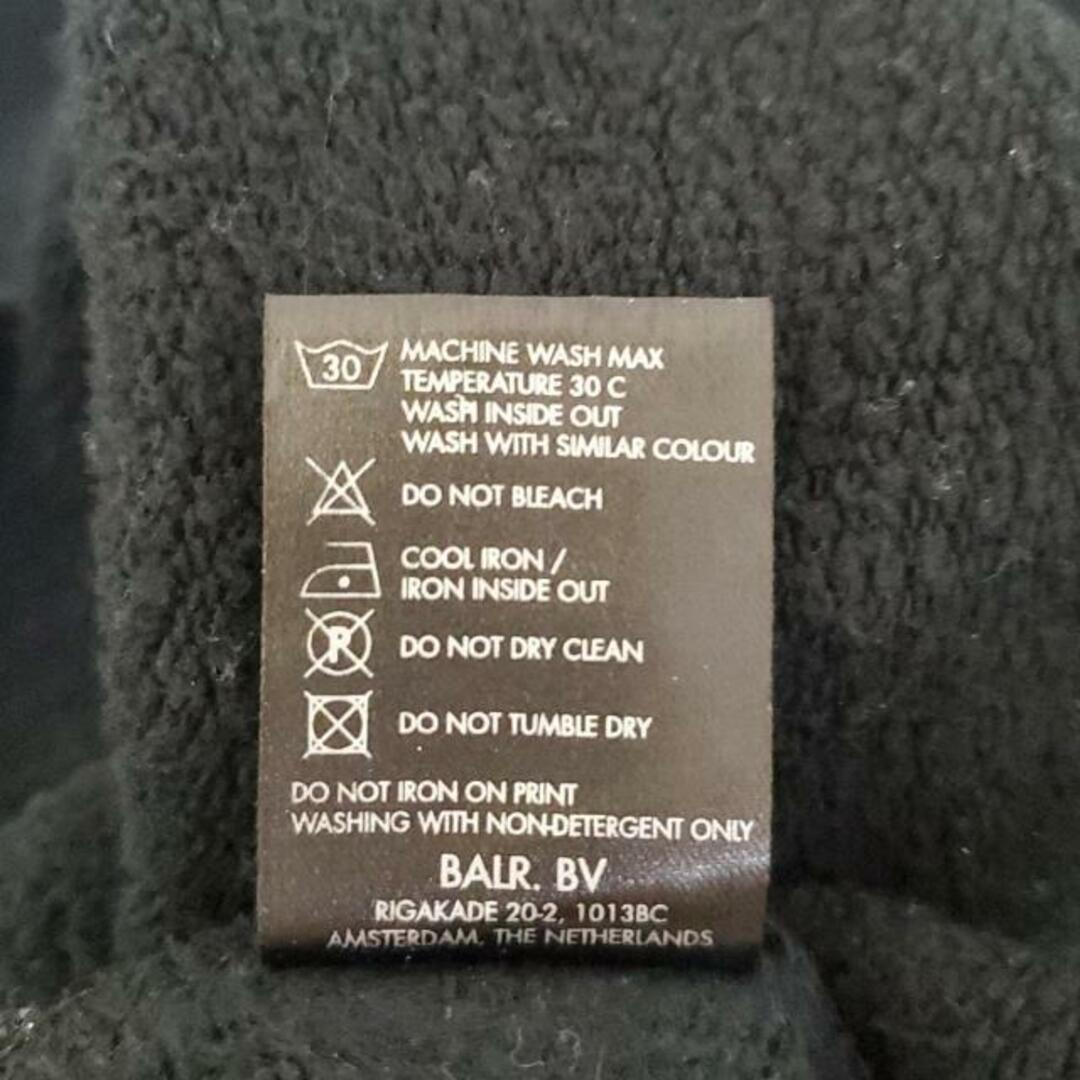 30 MACHINE WASH MAX
TEMPERATURE 30 C
WASH INSIDE OUT
WASH WITH SIMILAR COLOUR
DO NOT BLEACH
COOL IRON /
IRON INSIDE OUT
R DO NOT DRY CLEAN
DO NOT TUMBLE DRY
DO NOT IRON ON PRINT
WASHING WITH NON-DETERGENT ONLY
BALR. BV
RIGAKADE 20-2, 1013BC
AMSTERDAM, THE NETHERLANDS